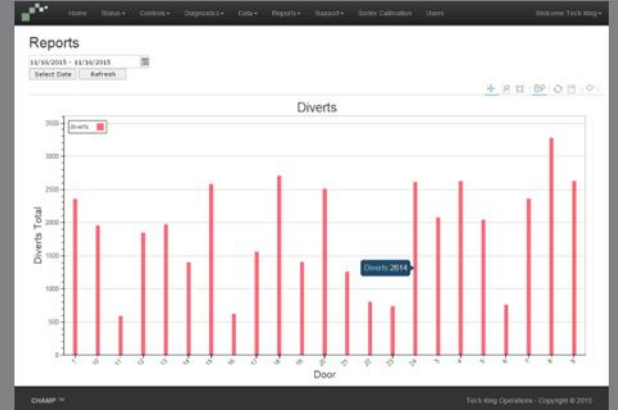 Home Status Controls Diagnostics Data Reports Support Sorter Calibration Users Welcome Tech King
Reports
11/16/2015 - 11/16/2015
Select Date Refresh
Diverts
Diverts
3500
3000
2500
2000
1500
1000
500
0
Diverts Total
Diverts:2614
1 10 11 12 13 14 15 16 17 18 19 20 21 22 23 24 3 4 5 6 7 8 9
Door
CHAMP ™ Tech King Operations - Copyright © 2015